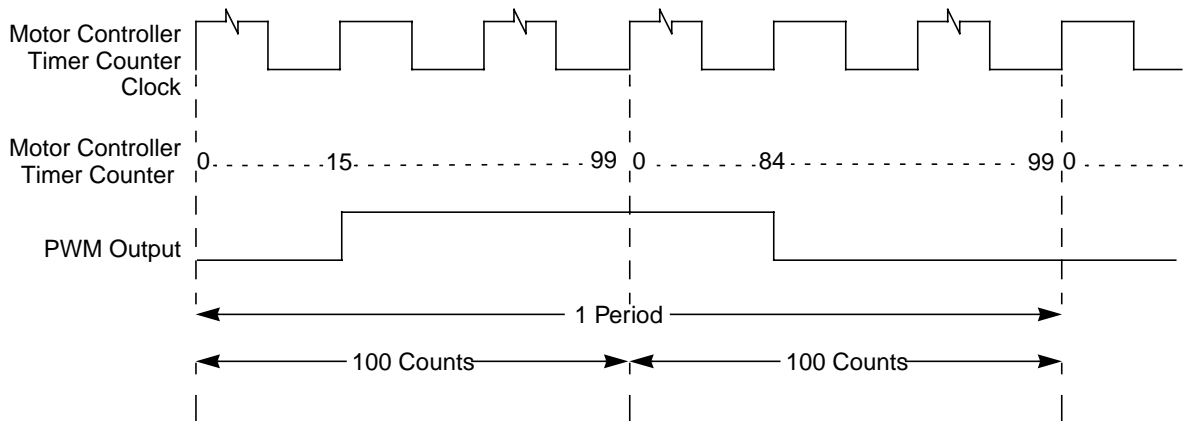 Motor Controller
Timer Counter
Clock
Motor Controller
Timer Counter
0 15 99 0 84 99 0
PWM Output
1 Period
100 Counts 100 Counts